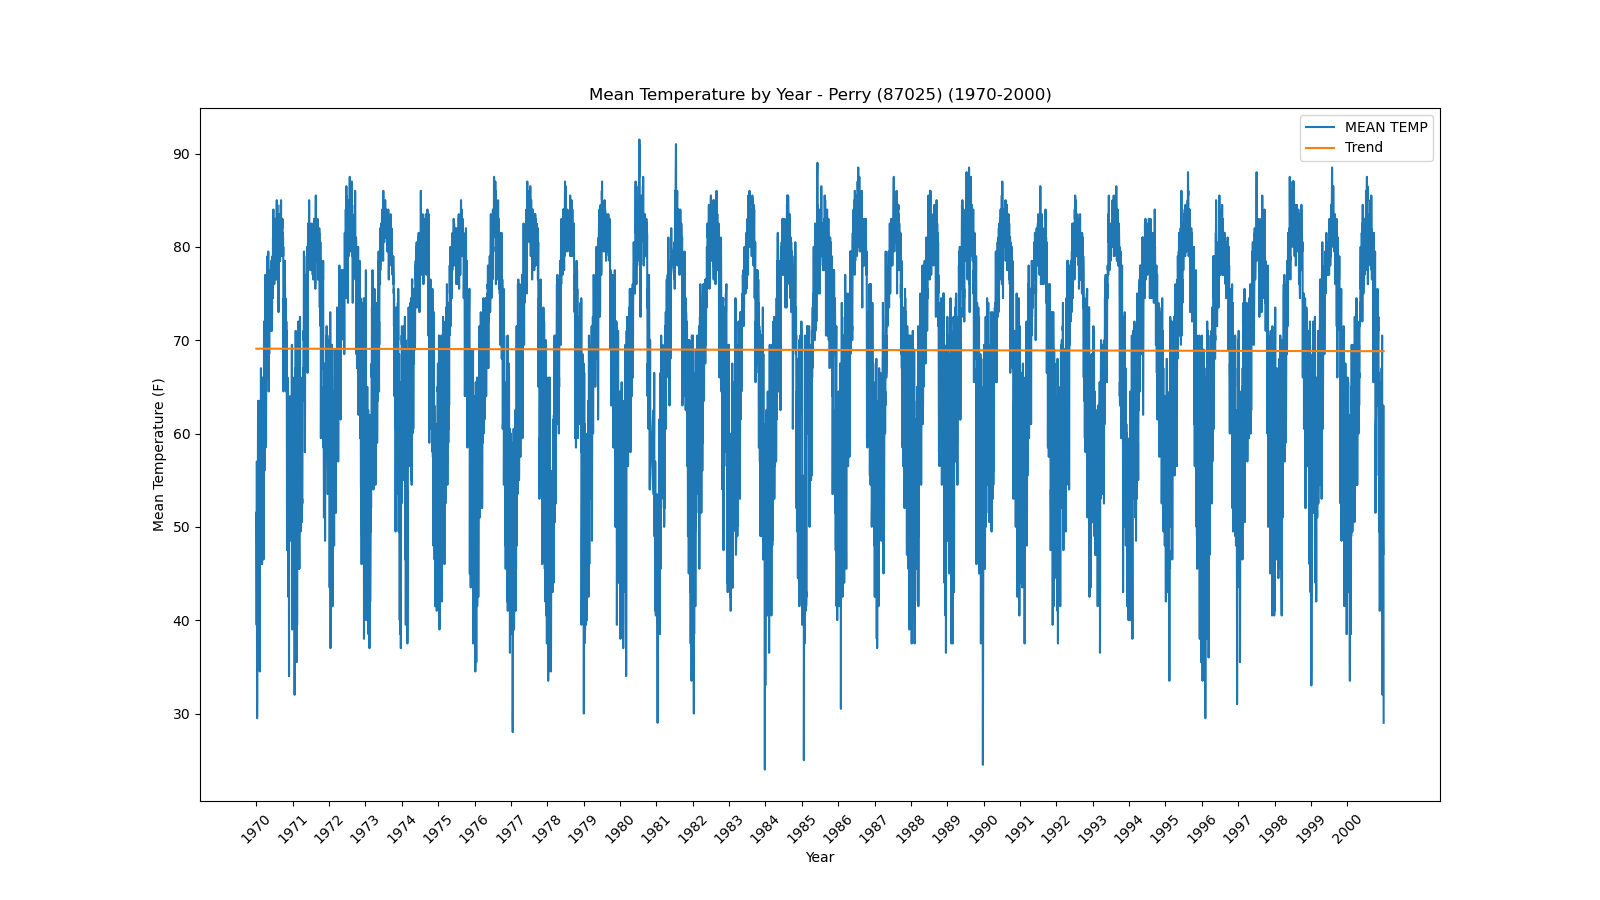 Mean Temperature by Year - Perry (87025) (1970-2000)
MEAN TEMP
Trend
90
80
70
60
50
40
30
Mean Temperature (F)
1970 1971 1972 1973 1974 1975 1976 1977 1978 1979 1980 1981 1982 1983 1984 1985 1986 1987 1988 1989 1990 1991 1992 1993 1994 1995 1996 1997 1998 1999 2000
Year